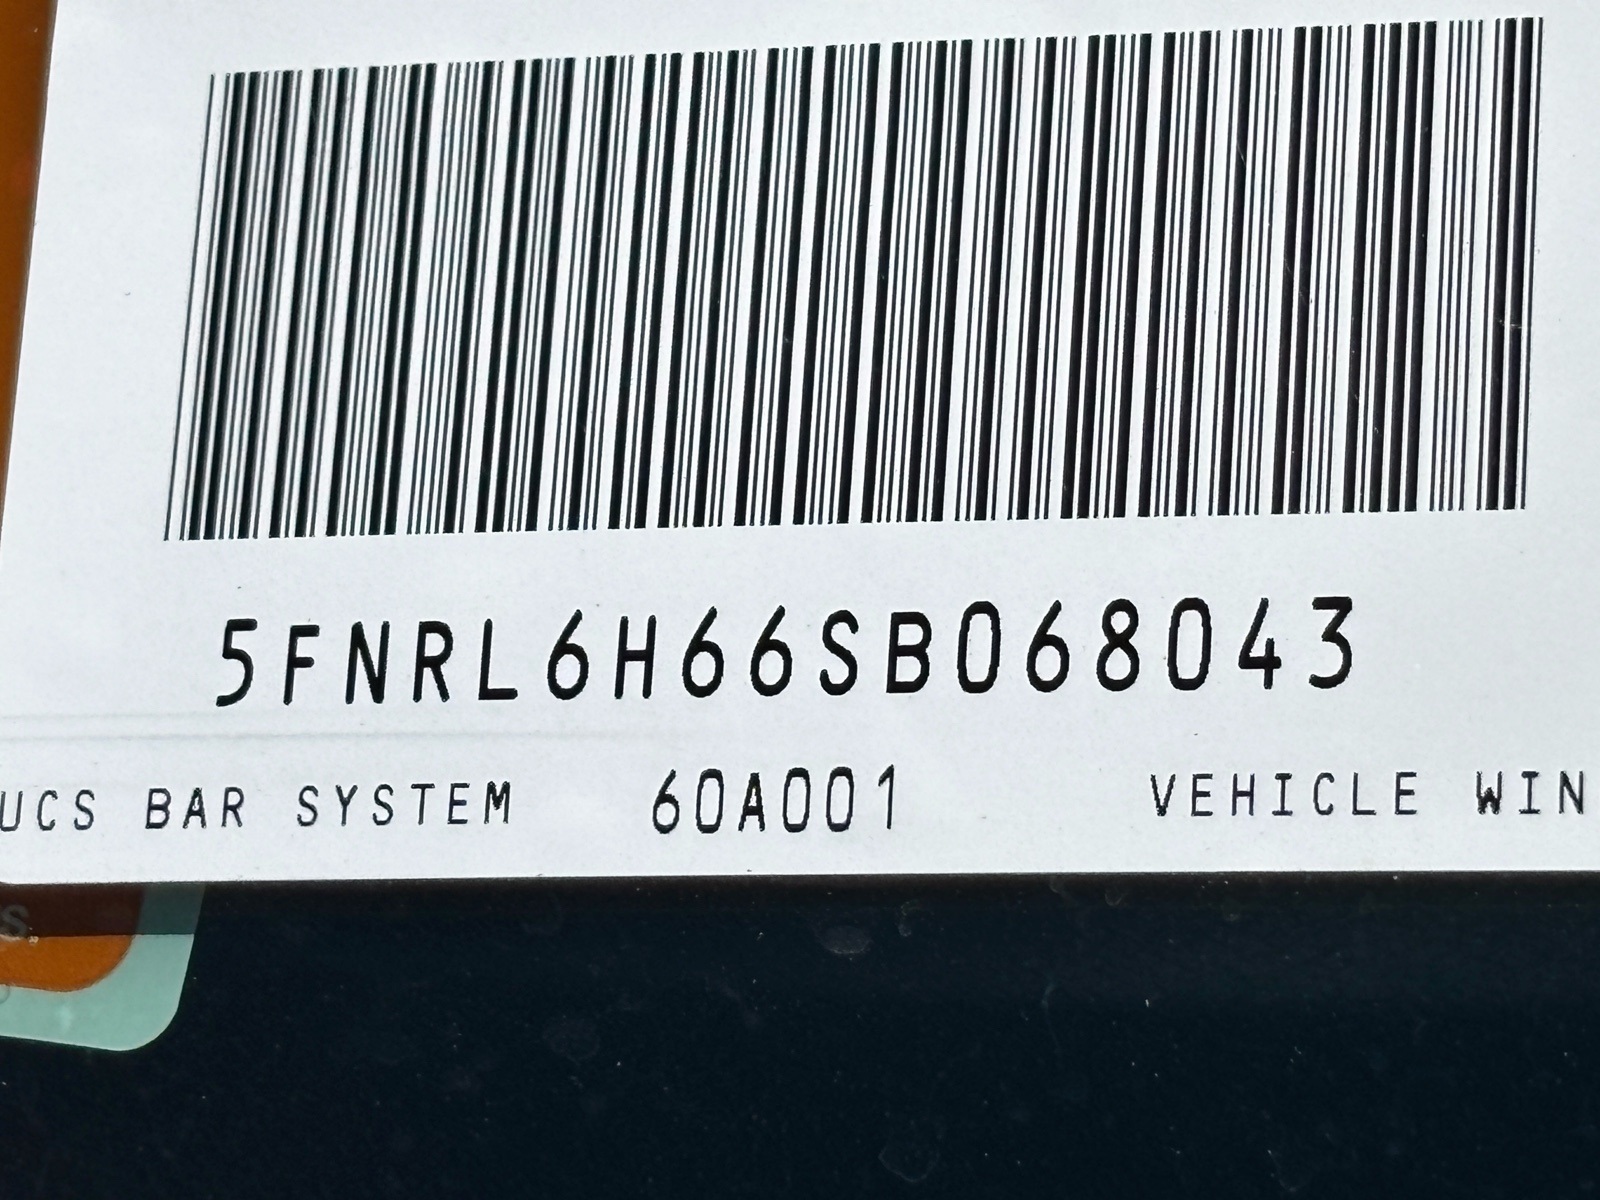 5FNRL6H66SB068043
UCS BAR SYSTEM 60A001 VEHICLE WIN